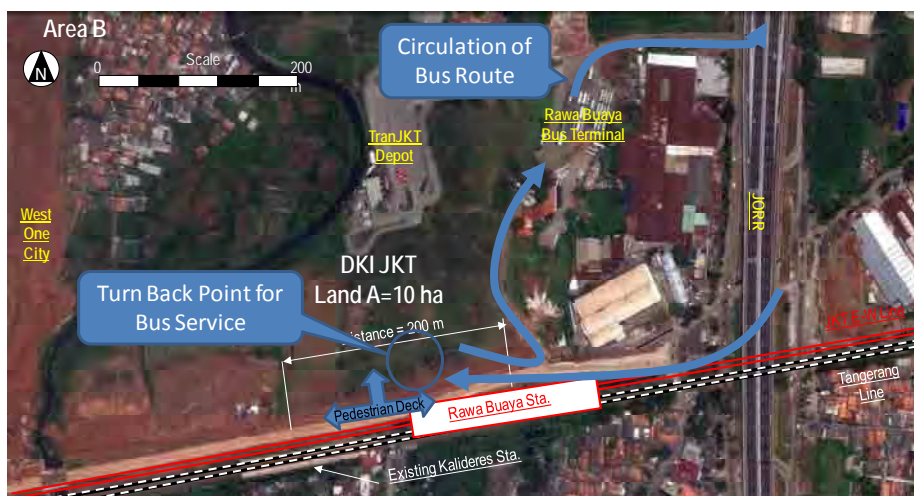 Area B
N
Scale
0
200
m
Circulation of
Bus Route
Rawa Buaya
Bus Terminal
TranJKT
Depot
West
One
City
JORR
DKI JKT
Land A=10 ha
Turn Back Point for
Bus Service
= 200 m
Line
Tangerang
Line
Pedestrian Deck
Rawa Buaya Sta.
Existing Kalideres Sta.